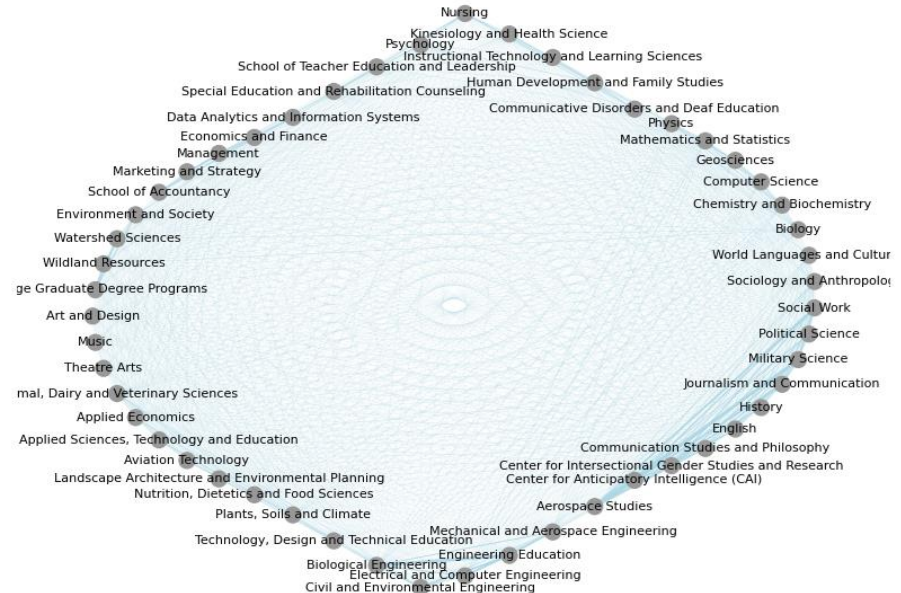 Nursing
Kinesiology and Health Science
Psychology
Instructional Technology and Learning Sciences
School of Teacher Education and Leadership
Human Development and Family Studies
Special Education and Rehabilitation Counseling
Communicative Disorders and Deaf Education
Data Analytics and Information Systems
Physics
Economics and Finance
Mathematics and Statistics
Management
Geosciences
Marketing and Strategy
Computer Science
School of Accountancy
Chemistry and Biochemistry
Environment and Society
Biology
Watershed Sciences
World Languages and Cultur
Wildland Resources
Sociology and Anthropolog
ge Graduate Degree Programs
Social Work
Art and Design
Political Science
Music
Military Science
Theatre Arts
Journalism and Communication
mal, Dairy and Veterinary Sciences
History
Applied Economics
English
Applied Sciences, Technology and Education
Communication Studies and Philosophy
Aviation Technology
Center for Intersectional Gender Studies and Research
Landscape Architecture and Environmental Planning
Center for Anticipatory Intelligence (CAI)
Nutrition, Dietetics and Food Sciences
Aerospace Studies
Plants, Soils and Climate
Mechanical and Aerospace Engineering
Technology, Design and Technical Education
Engineering Education
Biological Engineering
Electrical and Computer Engineering
Civil and Environmental Engineering